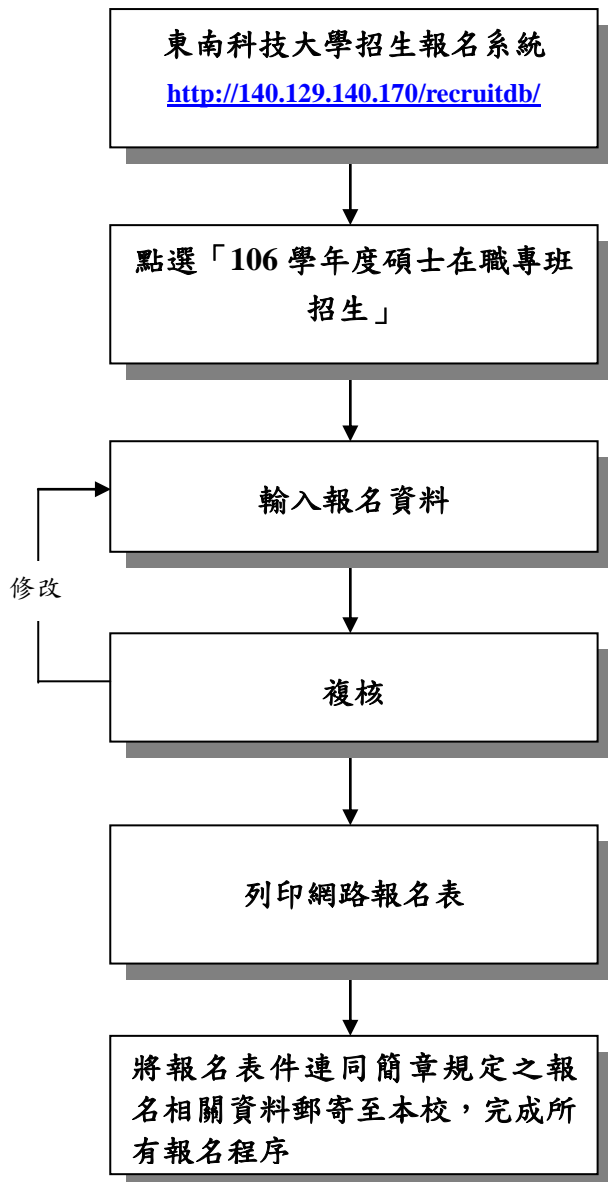 東南科技大學招生報名系統
http://140.129.140.170/recruitdb/
點選「106 學年度碩士在職專班
招生」
輸入報名資料
修改
複核
列印網路報名表
將報名表件連同簡章規定之報
名相關資料郵寄至本校，完成所
有報名程序